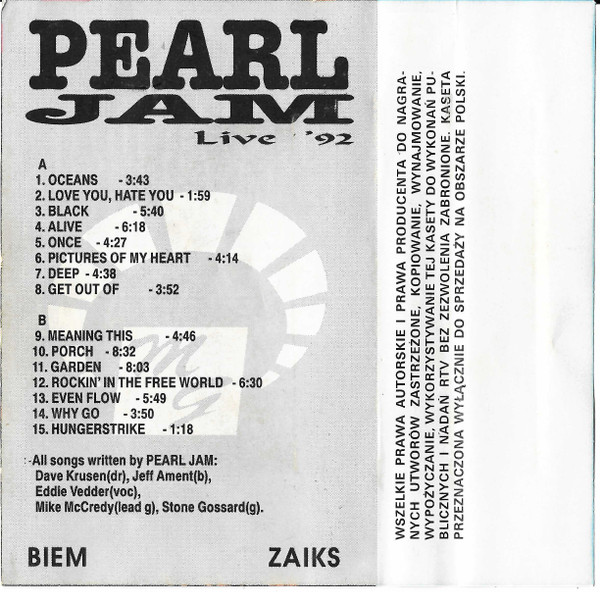 PEARL
JAM
Live '92
A
1. OCEANS - 3:43
2. LOVE YOU, HATE YOU - 1:59
3. BLACK - 5:40
4. ALIVE - 6:18
5. ONCE - 4:27
6. PICTURES OF MY HEART - 4:14
7. DEEP - 4:38
8. GET OUT OF - 3:52
B
9. MEANING THIS - 4:46
10. PORCH - 8:32
11. GARDEN - 8:03
12. ROCKIN' IN THE FREE WORLD - 6:30
13. EVEN FLOW - 5:49
14. WHY GO - 3:50
15. HUNGERSTRIKE - 1:18
mg
All songs written by PEARL JAM:
Dave Krusen(dr), Jeff Ament(b),
Eddie Vedder(voc),
Mike McCredy(lead g), Stone Gossard(g).
BIEM ZAIKS
WSZELKIE PRAWA AUTORSKIE I PRAWA PRODUCENTA DO NAGRA-
NYCH UTWORÓW ZASTRZEŻONE, KOPIOWANIE, WYNAJMOWANIE,
WYPOŻYCZANIE, WYKORZYSTYWANIE TEJ KASETY DO WYKONAŃ PU-
BLICZNYCH I NADAŃ RTV BEZ ZEZWOLENIA ZABRONIONE. KASETA
PRZEZNACZONA WYŁĄCZNIE DO SPRZEDAŻY NA OBSZARZE POLSKI.